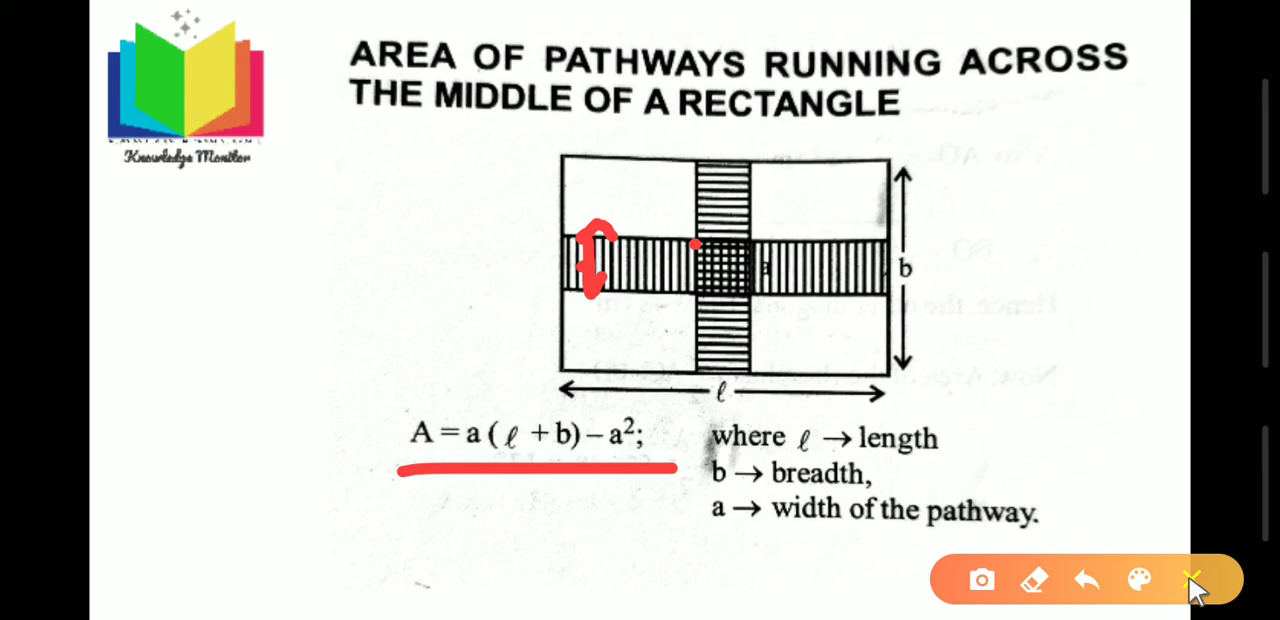 Knowledge Monitor
AREA OF PATHWAYS RUNNING ACROSS
THE MIDDLE OF A RECTANGLE
a
b
ℓ
A = a ( ℓ + b) – a²;
where ℓ → length
b → breadth,
a → width of the pathway.